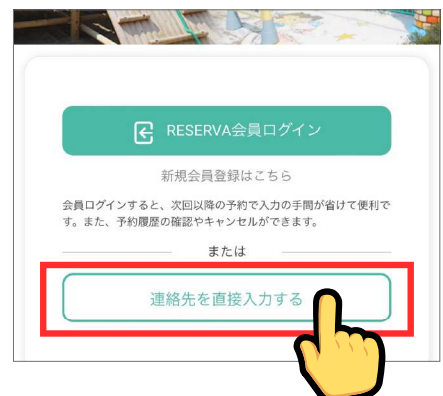 RESERVA会員ログイン
新規会員登録はこちら
会員ログインすると、次回以降の予約で入力の手間が省けて便利で
す。また、予約履歴の確認やキャンセルができます。
または
連絡先を直接入力する